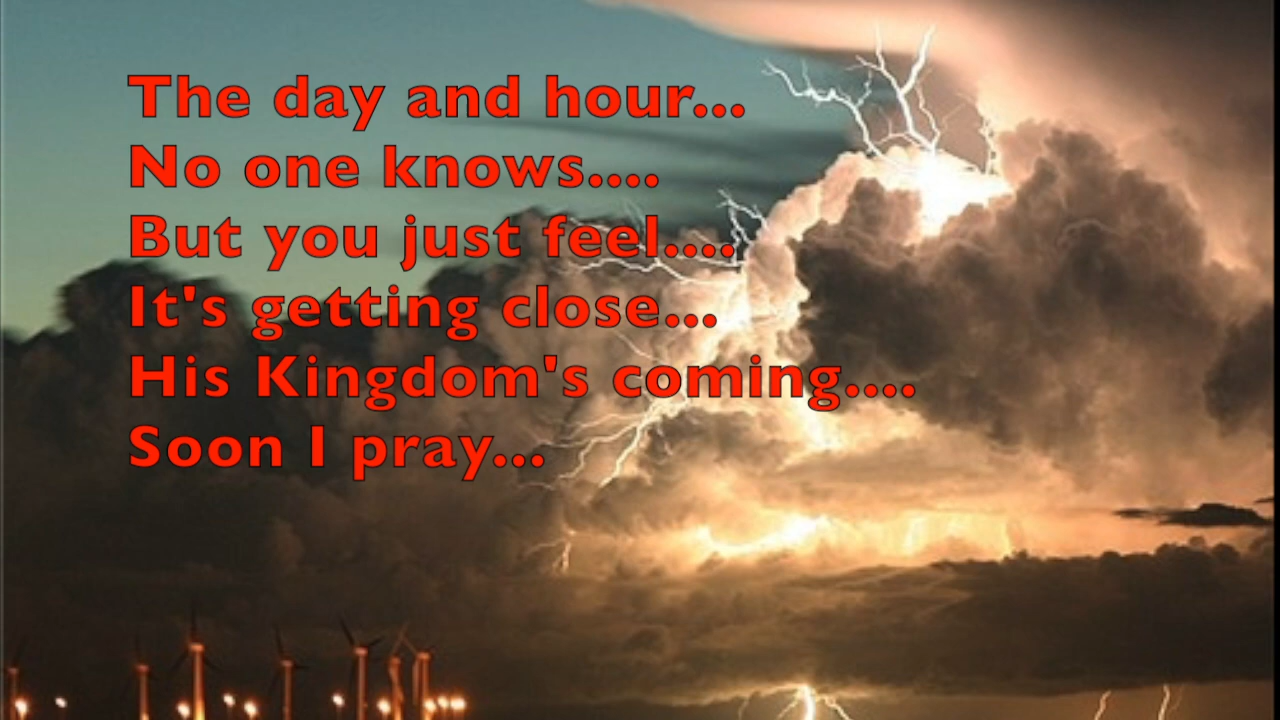 The day and hour...
No one knows....
But you just feel....
It's getting close...
His Kingdom's coming....
Soon I pray...